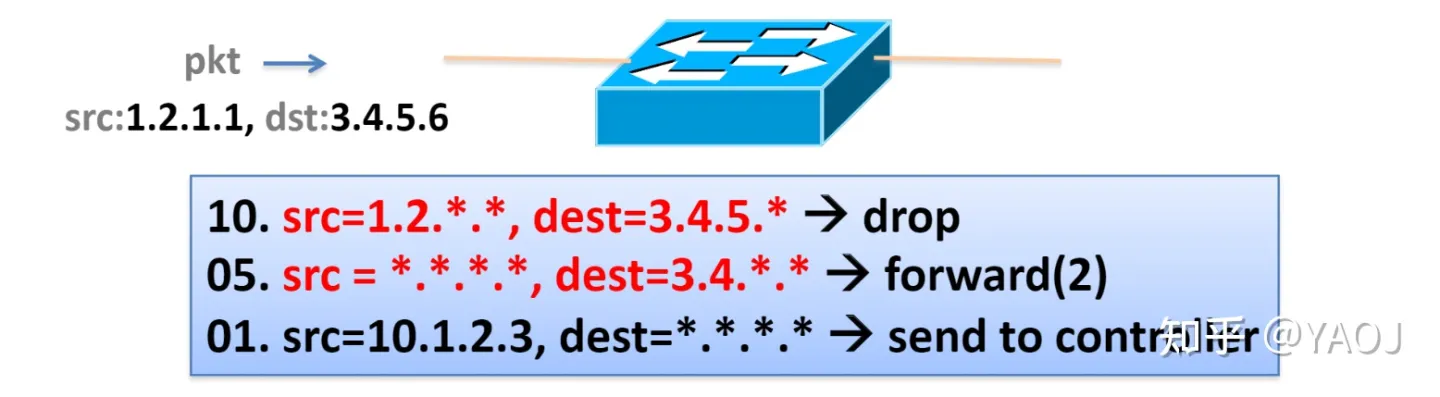 pkt
src:1.2.1.1, dst:3.4.5.6
10. src=1.2.*.*, dest=3.4.5.* → drop
05. src = *.*.*.*, dest=3.4.*.* → forward(2)
01. src=10.1.2.3, dest=*.*.*.* → send to controller
知乎 @YAOJ